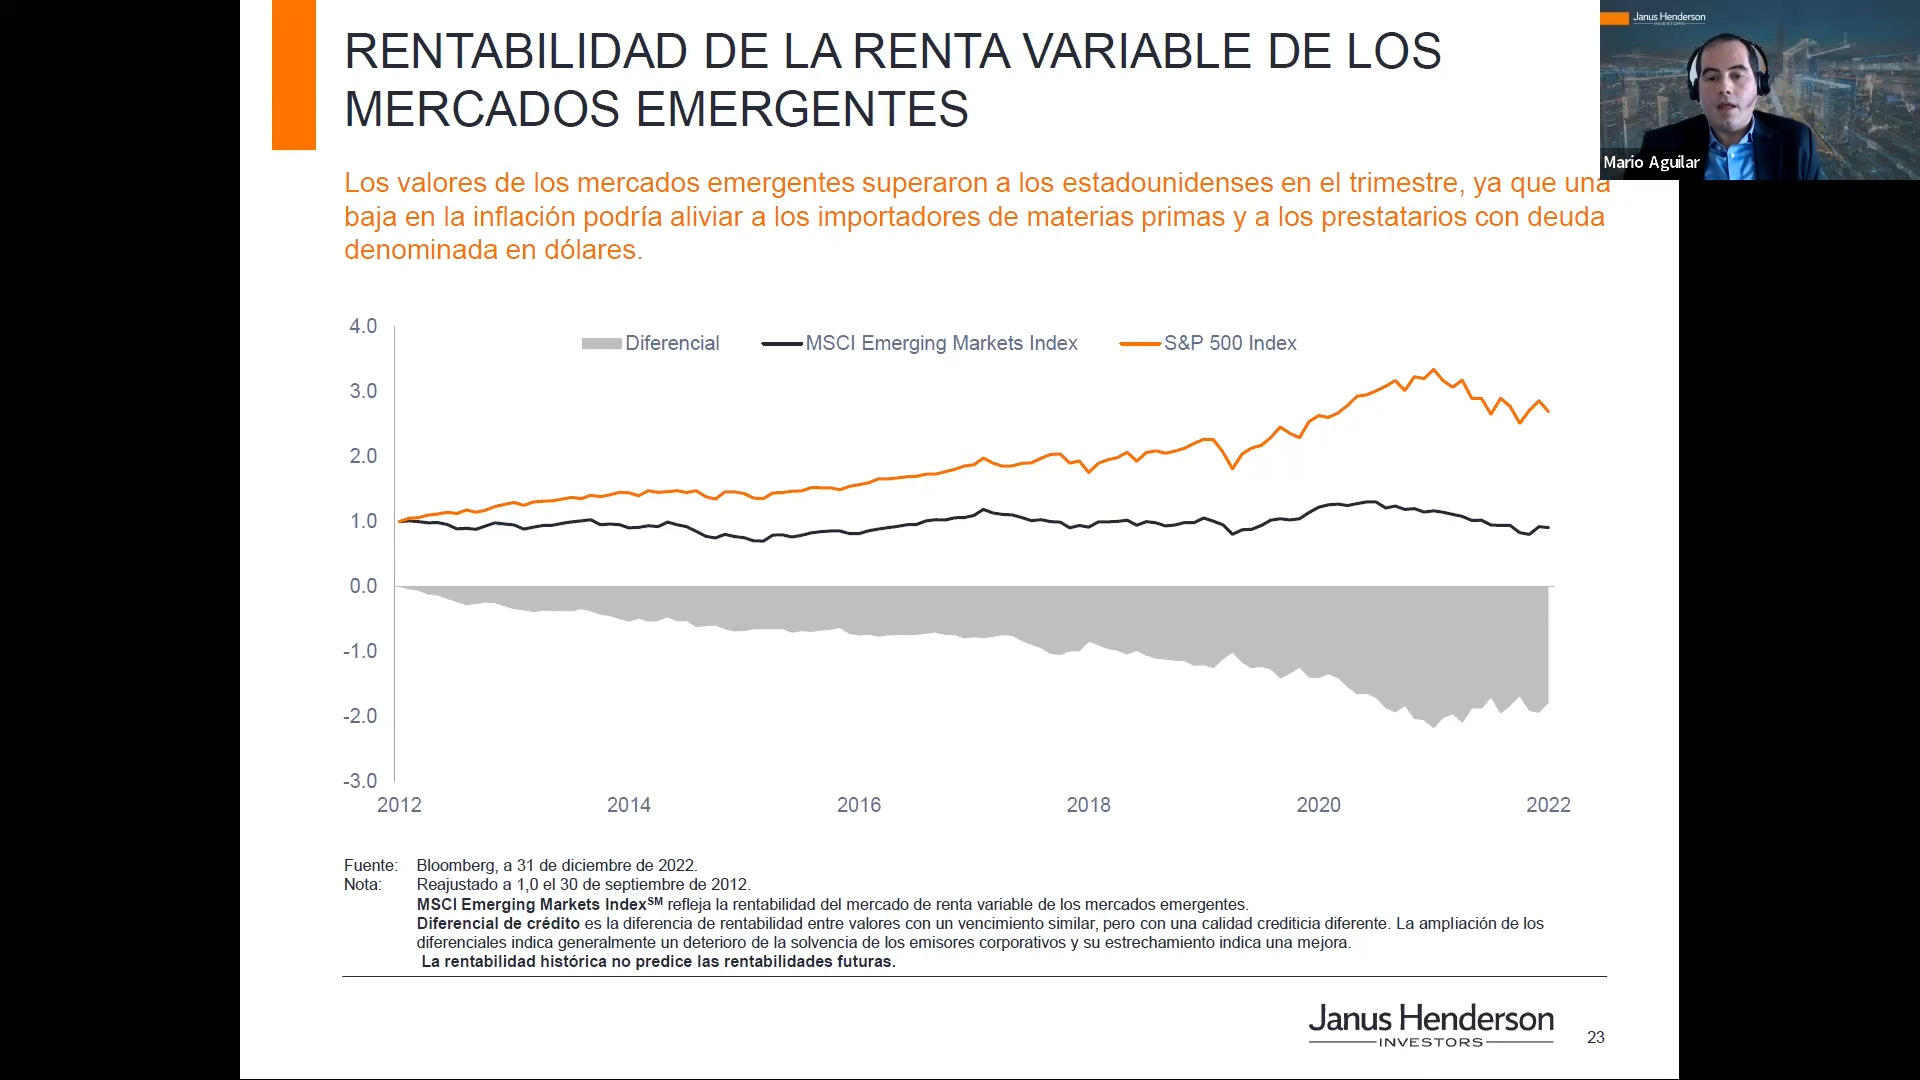 RENTABILIDAD DE LA RENTA VARIABLE DE LOS
MERCADOS EMERGENTES
Janus Henderson
INVESTORS
Mario Aguilar
Los valores de los mercados emergentes superaron a los estadounidenses en el trimestre, ya que una
baja en la inflación podría aliviar a los importadores de materias primas y a los prestatarios con deuda
denominada en dólares.
Diferencial MSCI Emerging Markets Index S&P 500 Index
4.0
3.0
2.0
1.0
0.0
-1.0
-2.0
-3.0
2012 2014 2016 2018 2020 2022
Fuente: Bloomberg, a 31 de diciembre de 2022.
Nota: Reajustado a 1,0 el 30 de septiembre de 2012.
MSCI Emerging Markets Index℠ refleja la rentabilidad del mercado de renta variable de los mercados emergentes.
Diferencial de crédito es la diferencia de rentabilidad entre valores con un vencimiento similar, pero con una calidad crediticia diferente. La ampliación de los
diferenciales indica generalmente un deterioro de la solvencia de los emisores corporativos y su estrechamiento indica una mejora.
La rentabilidad histórica no predice las rentabilidades futuras.
Janus Henderson
INVESTORS
23